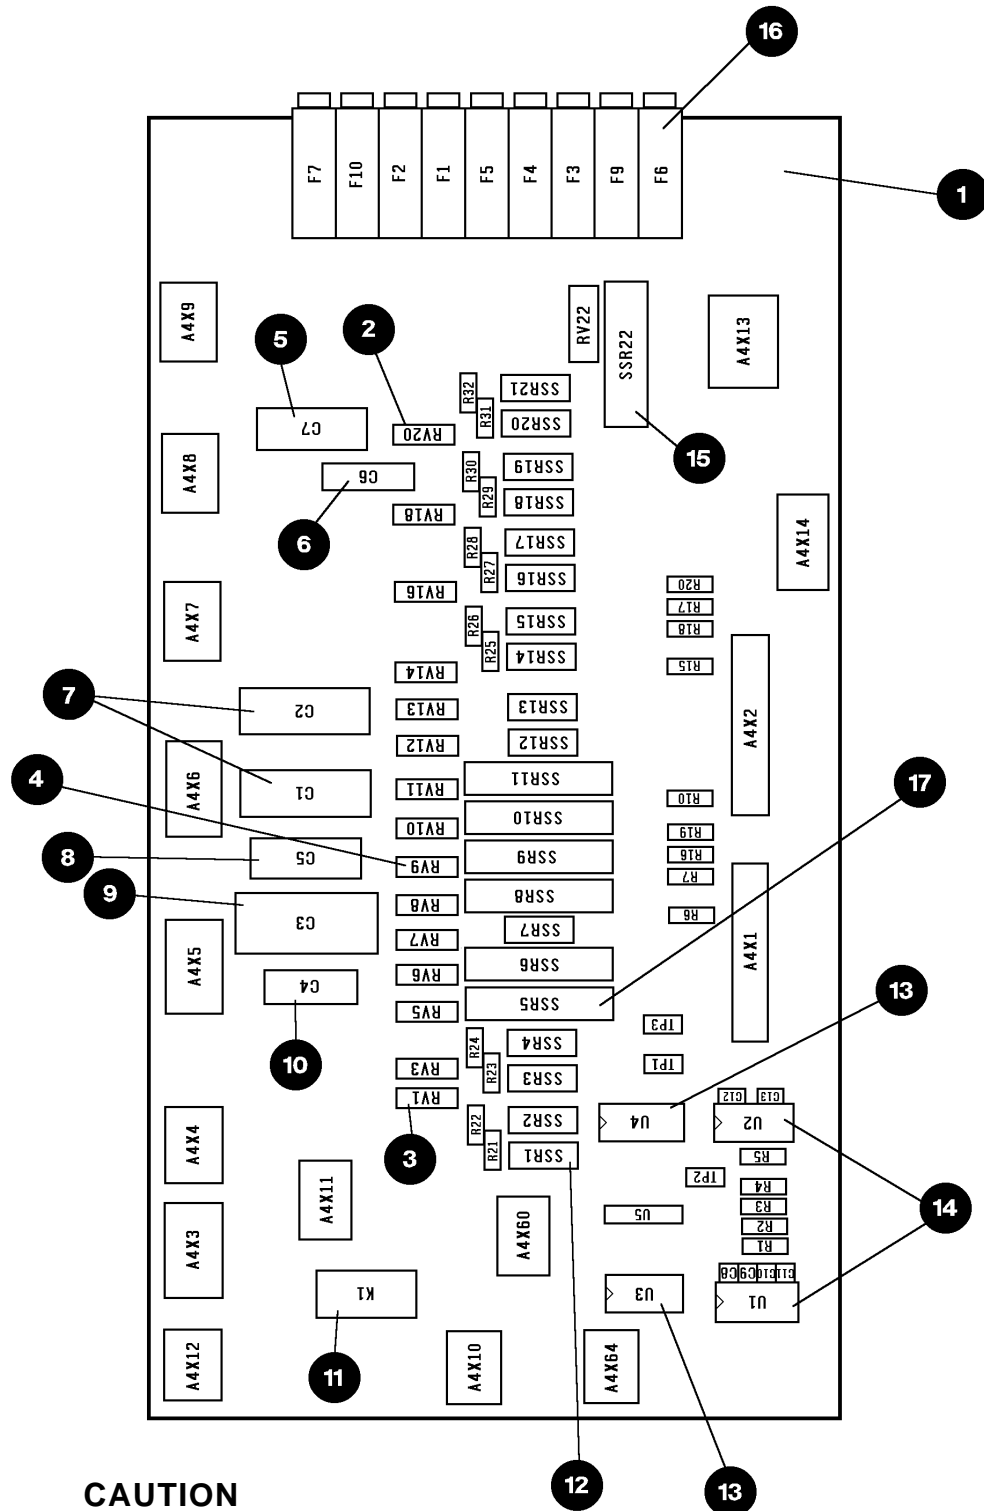 16
F7 F10 F2 F1 F5 F4 F3 F9 F6
1
A4X9
5
2
RV22
SSR22
A4X13
R32
SSR21
R31
SSR20
C7
RV20
15
A4X8
C6
R30
SSR19
R29
SSR18
RV18
A4X14
6
R28
SSR17
R27
SSR16
R20
A4X7
RV16
R17
R26
SSR15
R18
R25
SSR14
R15
RV14
7
C2
RV13
SSR13
A4X2
RV12
SSR12
4
A4X6
C1
RV11
SSR11
17
R10
RV10
SSR10
R19
8
C5
RV9
SSR9
R16
R7
9
C3
RV8
SSR8
R6
RV7
SSR7
A4X5
A4X1
RV6
SSR6
C4
RV5
SSR5
13
TP3
R24
SSR4
10
RV3
R23
SSR3
TP1
RV1
C12 C13
A4X4
R22
SSR2
U4
U2
3
R21
SSR1
R5
TP2
R4
A4X11
R3
14
A4X3
A4X60
U5
R2
R1
C8 C9 C10 C11
K1
U3
U1
A4X12
11
A4X10
A4X64
12
13
CAUTION